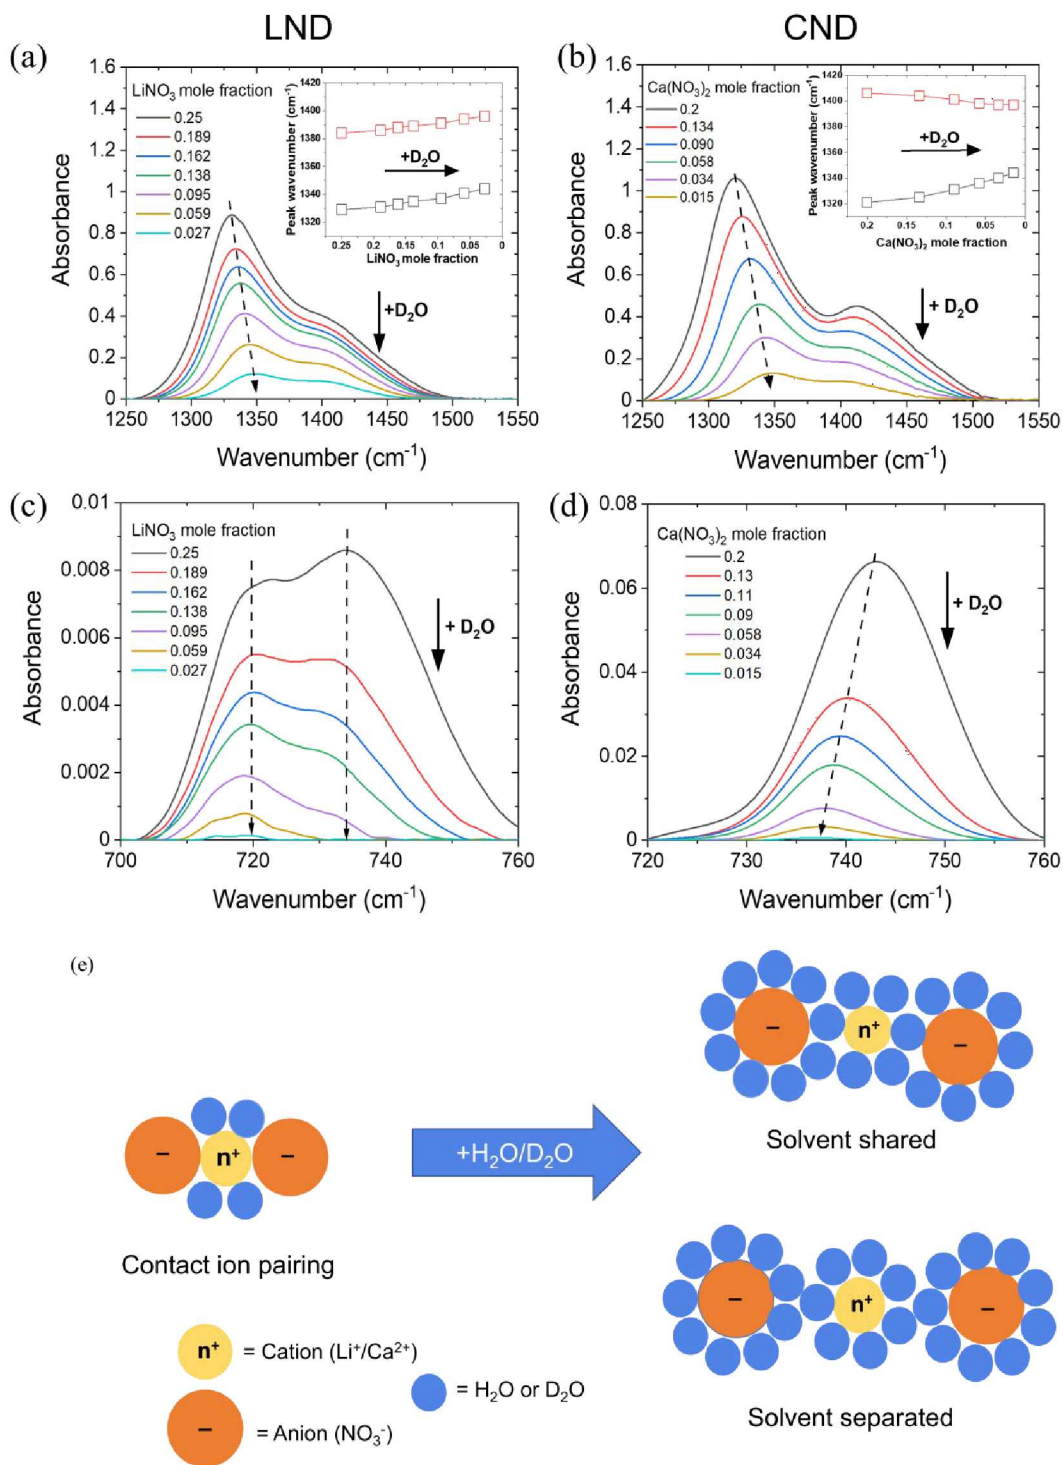 LND
CND
(a)
1.6
1.4
1.2
1
0.8
0.6
0.4
0.2
0
Absorbance
LiNO3 mole fraction
0.25
0.189
0.162
0.138
0.095
0.059
0.027
1420
1400
1380
1360
1340
1320
Peak wavenumber (cm-1)
+D2O
0.25 0.2 0.15 0.1 0.05 0
LiNO3 mole fraction
+D2O
1250 1300 1350 1400 1450 1500 1550
Wavenumber (cm-1)
(b)
1.6
1.4
1.2
1
0.8
0.6
0.4
0.2
0
Absorbance
Ca(NO3)2 mole fraction
0.2
0.134
0.090
0.058
0.034
0.015
1420
1400
1380
1360
1340
1320
Peak wavenumber (cm-1)
+D2O
0.2 0.15 0.1 0.05 0
Ca(NO3)2 mole fraction
+ D2O
1250 1300 1350 1400 1450 1500 1550
Wavenumber (cm-1)
(c)
0.01
0.008
0.006
0.004
0.002
0
Absorbance
LiNO3 mole fraction
0.25
0.189
0.162
0.138
0.095
0.059
0.027
+ D2O
700 720 740 760
Wavenumber (cm-1)
(d)
0.08
0.06
0.04
0.02
0
Absorbance
Ca(NO3)2 mole fraction
0.2
0.13
0.11
0.09
0.058
0.034
0.015
+ D2O
720 730 740 750 760
Wavenumber (cm-1)
(e)
− n+ −
Contact ion pairing
+H2O/D2O
− n+ −
Solvent shared
− n+ −
Solvent separated
n+ = Cation (Li+/Ca2+)
− = Anion (NO3-)
= H2O or D2O